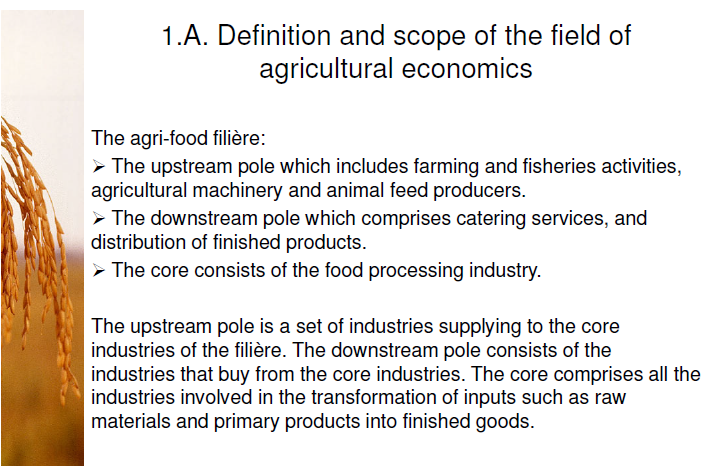 1.A. Definition and scope of the field of
agricultural economics
The agri-food filière:
➢ The upstream pole which includes farming and fisheries activities,
agricultural machinery and animal feed producers.
➢ The downstream pole which comprises catering services, and
distribution of finished products.
➢ The core consists of the food processing industry.
The upstream pole is a set of industries supplying to the core
industries of the filière. The downstream pole consists of the
industries that buy from the core industries. The core comprises all the
industries involved in the transformation of inputs such as raw
materials and primary products into finished goods.